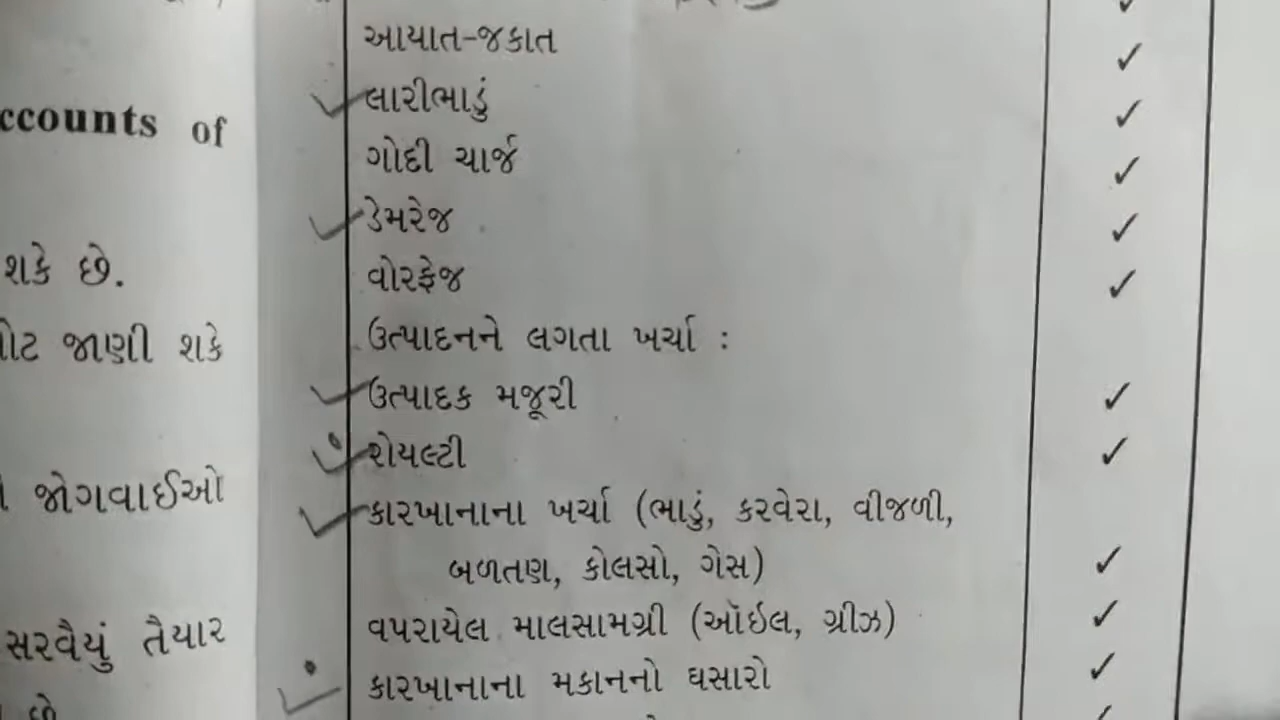 ccounts of
શકે છે.
ોટ જાણી શકે
જોગવાઈઓ
સરવૈયું તૈયાર
છે
આયાત-જકાત ✓
લારીભાડું ✓
ગોદી ચાર્જ ✓
ડેમરેજ ✓
વોરફેજ ✓
ઉત્પાદનને લગતા ખર્ચા :
ઉત્પાદક મજૂરી ✓
રોયલ્ટી ✓
કારખાનાના ખર્ચા (ભાડું, કરવેરા, વીજળી,
બળતણ, કોલસો, ગેસ) ✓
વપરાયેલ માલસામગ્રી (ઑઇલ, ગ્રીઝ) ✓
કારખાનાના મકાનનો ઘસારો ✓